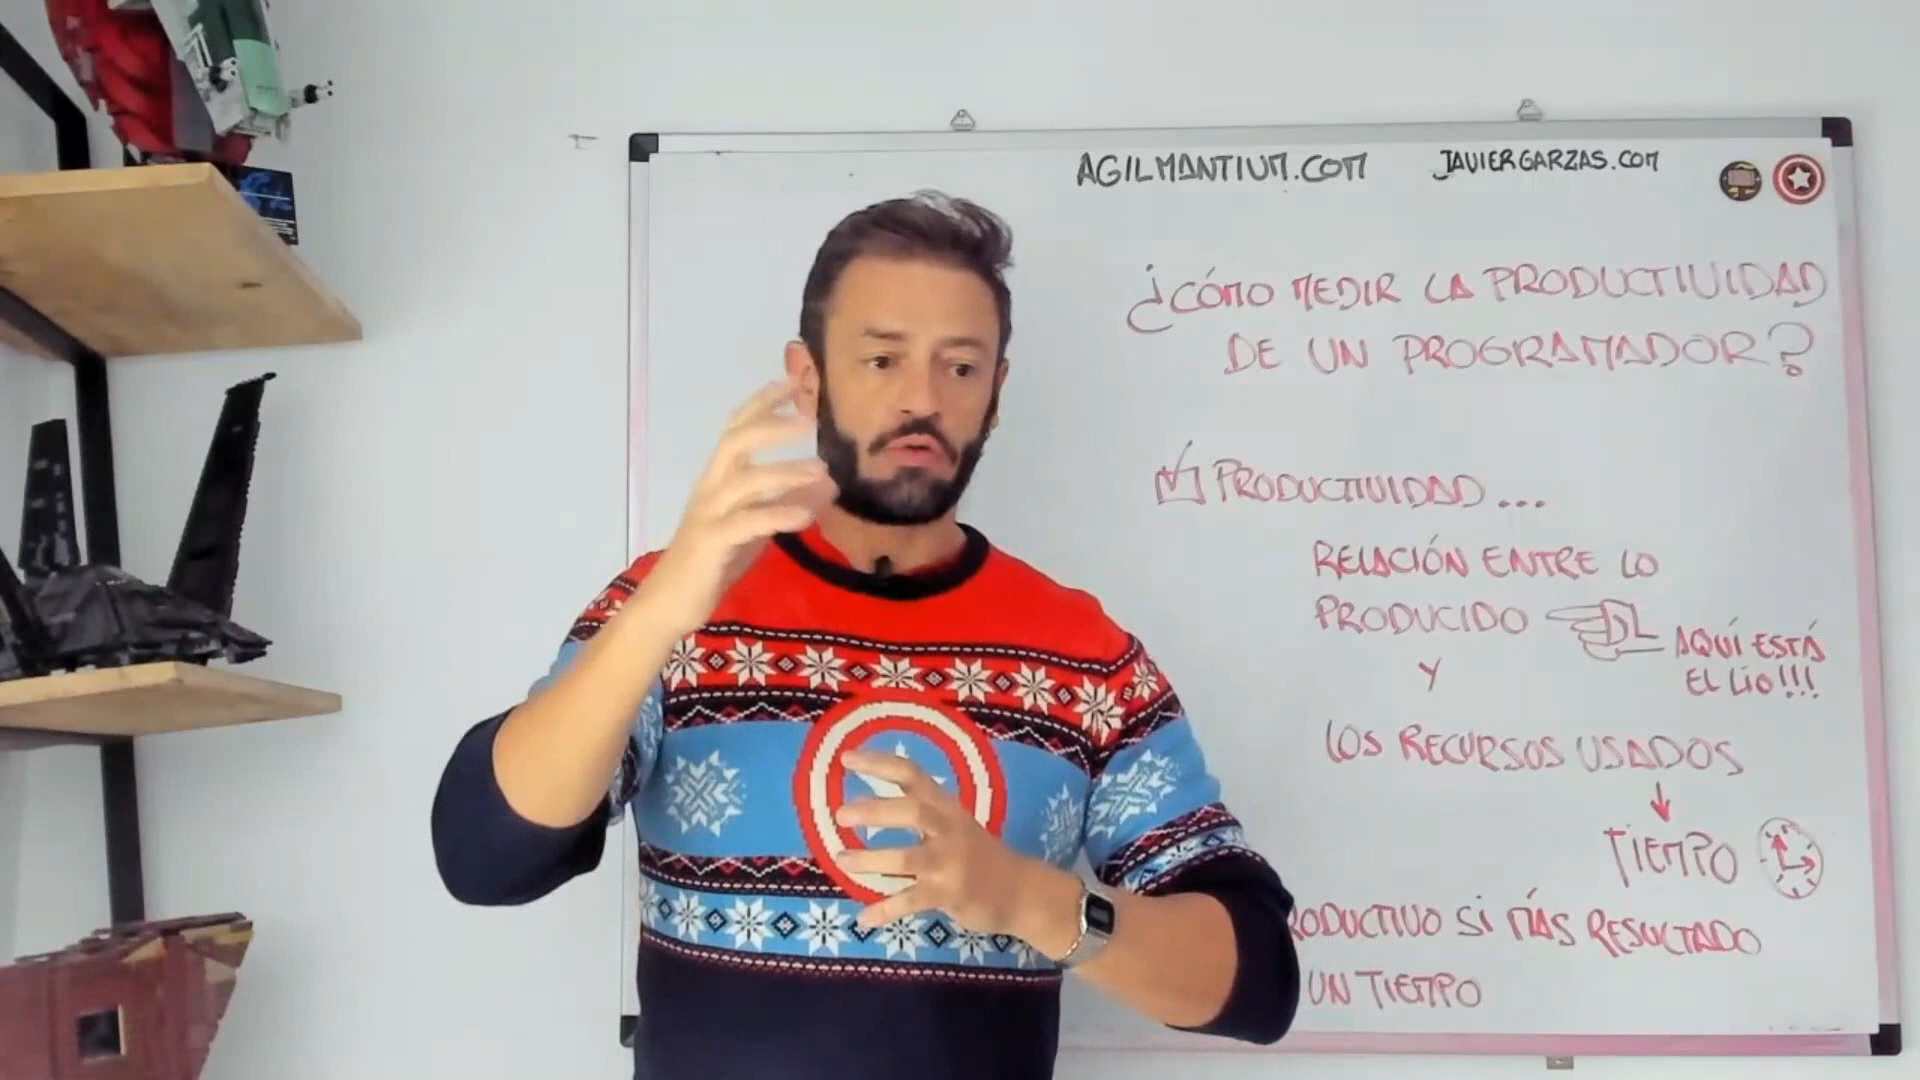 AGILMANTIUM.COM JAVIERGARZAS.COM
¿CÓMO MEDIR LA PRODUCTIVIDAD
DE UN PROGRAMADOR?
PRODUCTIVIDAD...
RELACIÓN ENTRE LO
PRODUCIDO
AQUÍ ESTÁ
EL LÍO!!!
Y
LOS RECURSOS USADOS
TIEMPO
RODUCTIVO SI MÁS RESULTADO
UN TIEMPO